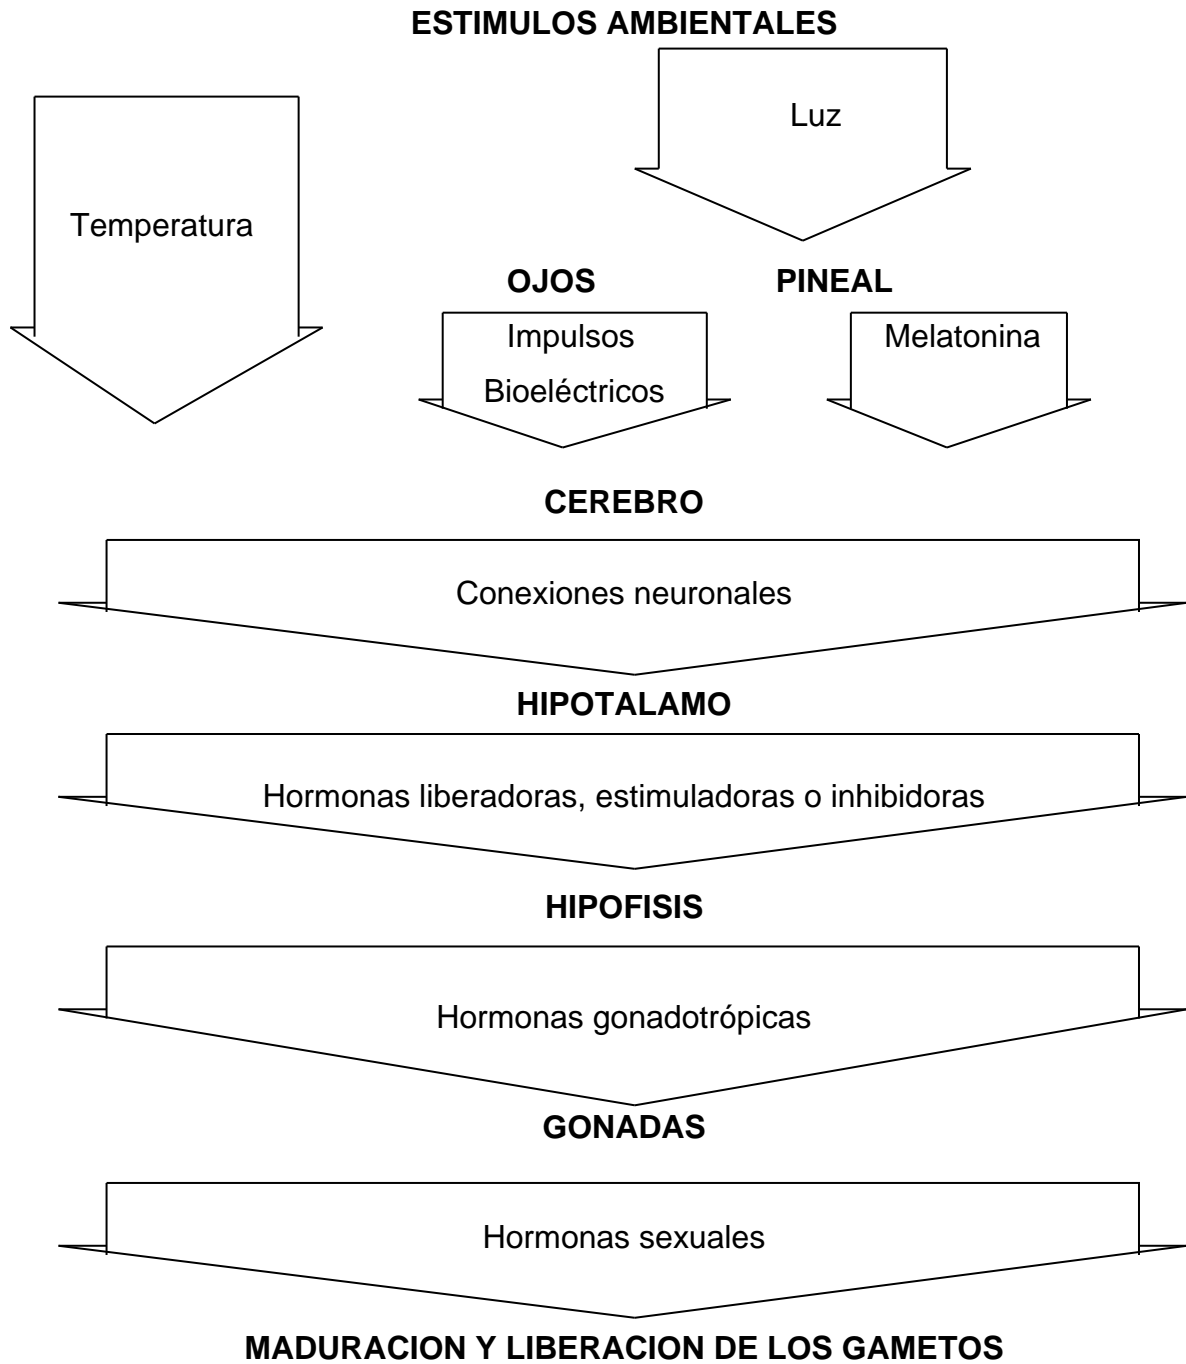 ESTIMULOS AMBIENTALES
Luz
Temperatura
OJOS
PINEAL
Impulsos
Bioeléctricos
Melatonina
CEREBRO
Conexiones neuronales
HIPOTALAMO
Hormonas liberadoras, estimuladoras o inhibidoras
HIPOFISIS
Hormonas gonadotrópicas
GONADAS
Hormonas sexuales
MADURACION Y LIBERACION DE LOS GAMETOS